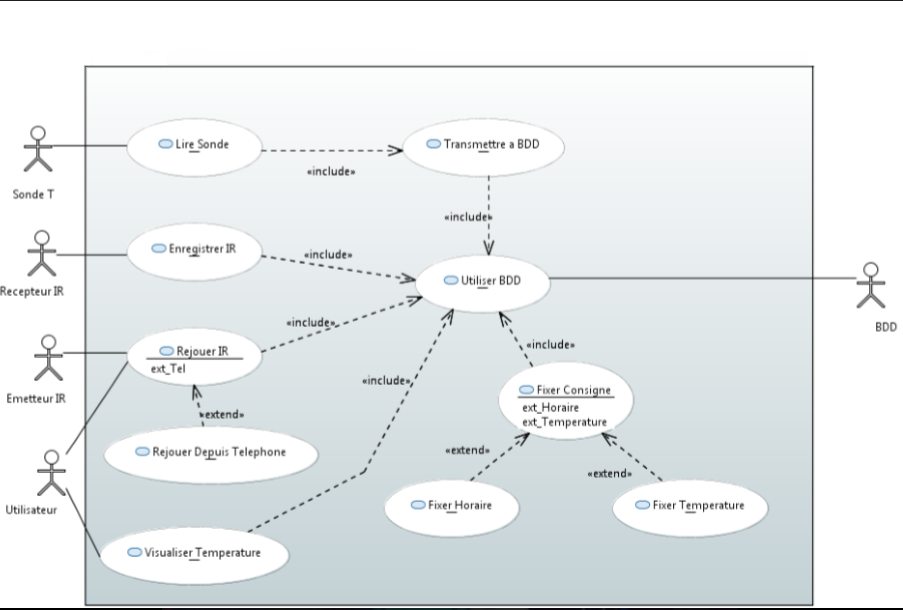 Lire Sonde
Transmettre a BDD
«include»
Sonde T
«include»
Enregistrer IR
«include»
Utiliser BDD
Recepteur IR
BDD
«include»
Rejouer IR
ext_Tel
«include»
«include»
Emetteur IR
Fixer Consigne
ext_Horaire
ext_Temperature
«extend»
Rejouer Depuis Telephone
«extend»
«extend»
Utilisateur
Fixer Horaire
Fixer Temperature
Visualiser Temperature